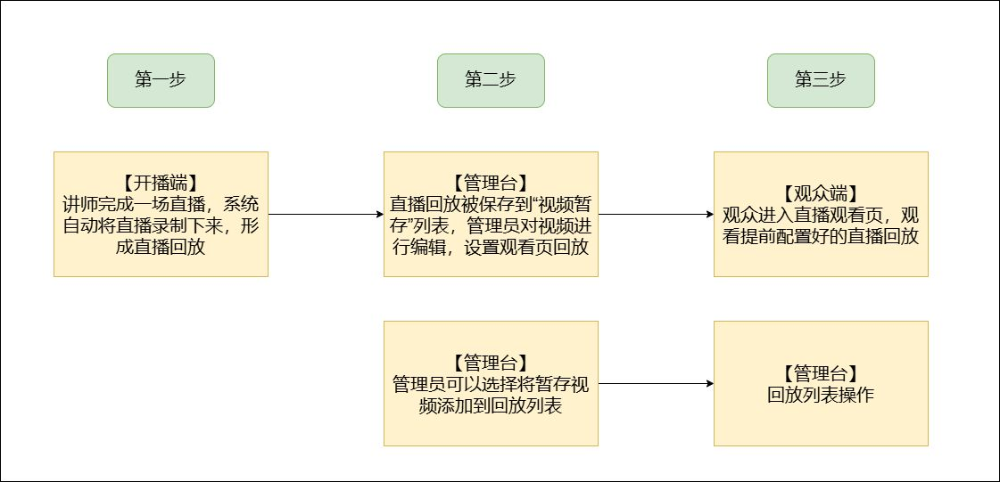 第一步
第二步
第三步
【开播端】
讲师完成一场直播，系统
自动将直播录制下来，形
成直播回放
【管理台】
直播回放被保存到“视频暂
存”列表，管理员对视频进
行编辑，设置观看页回放
【观众端】
观众进入直播观看页，观
看提前配置好的直播回放
【管理台】
管理员可以选择将暂存视
频添加到回放列表
【管理台】
回放列表操作